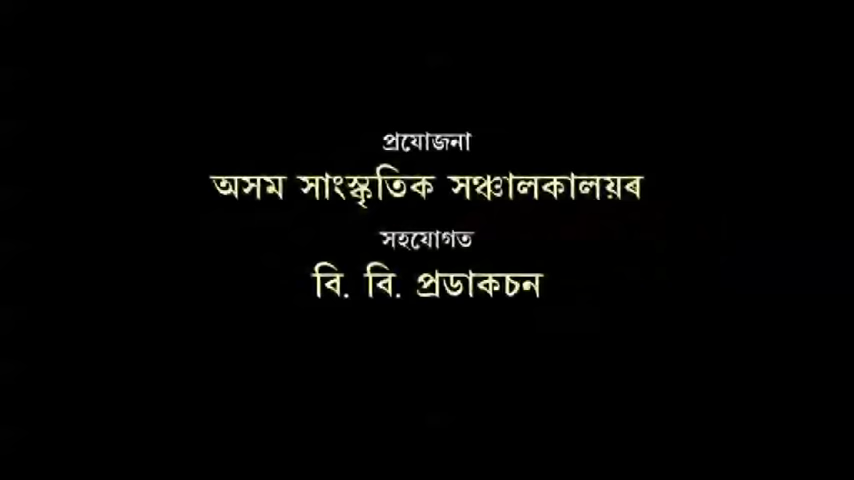 প্ৰযোজনা
অসম সাংস্কৃতিক সঞ্চালকালয়ৰ
সহযোগত
বি. বি. প্ৰডাকচন